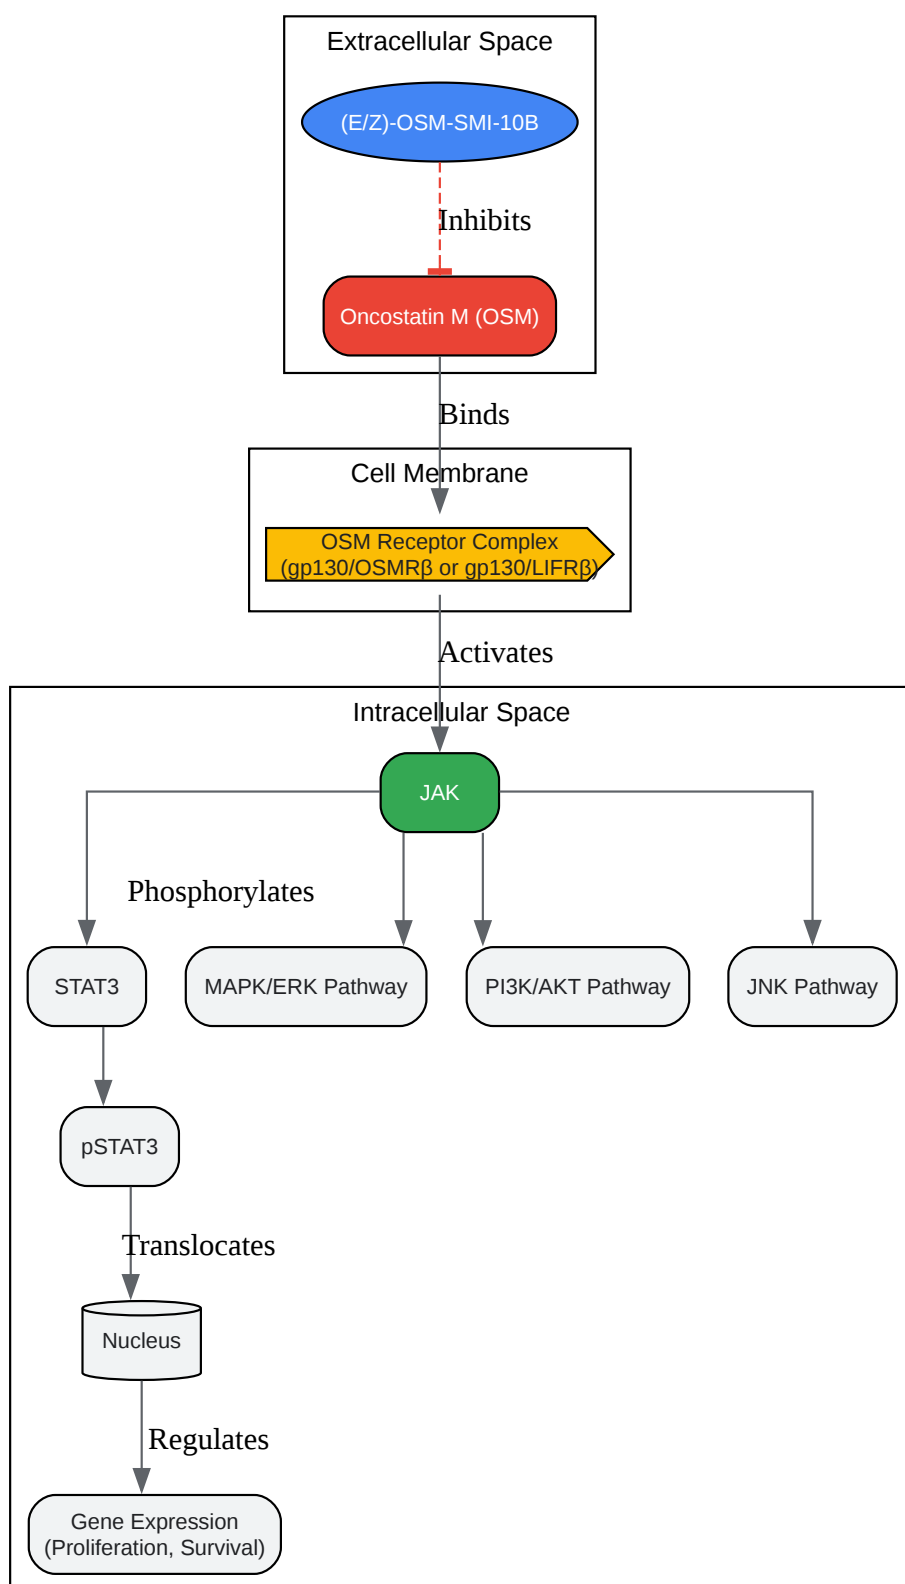 Extracellular Space
(E/Z)-OSM-SMI-10B
Inhibits
Oncostatin M (OSM)
Binds
Cell Membrane
OSM Receptor Complex
(gp130/OSMRβ or gp130/LIFRβ)
Activates
Intracellular Space
JAK
Phosphorylates
STAT3
MAPK/ERK Pathway
PI3K/AKT Pathway
JNK Pathway
pSTAT3
Translocates
Nucleus
Regulates
Gene Expression
(Proliferation, Survival)